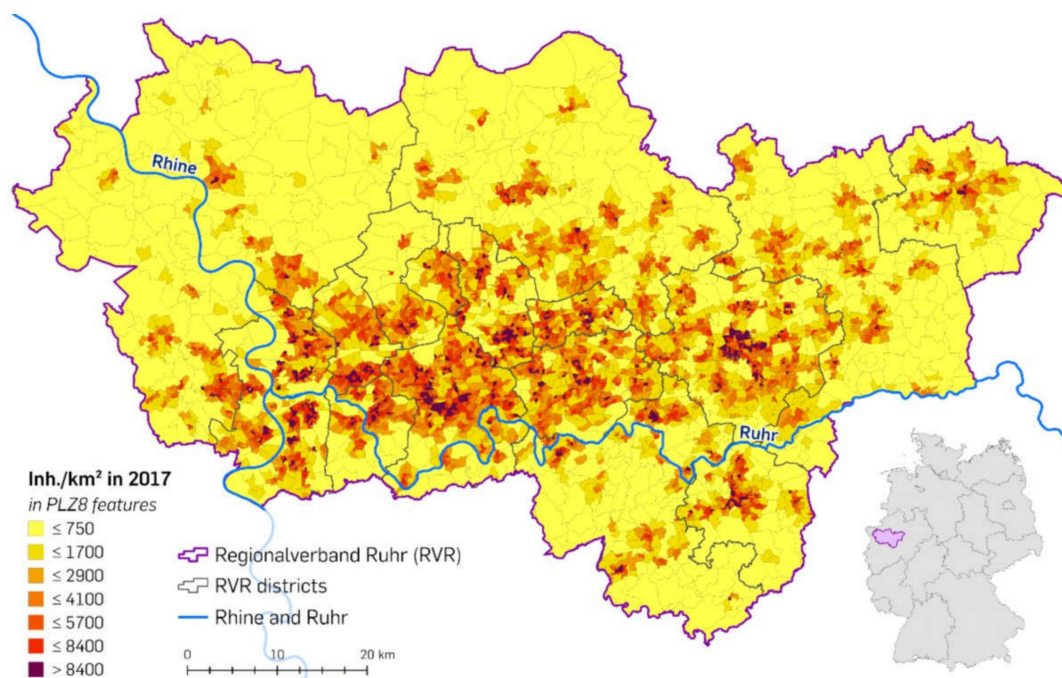 Rhine
Ruhr
Inh./km² in 2017
in PLZ8 features
≤ 750
≤ 1700
≤ 2900
≤ 4100
≤ 5700
≤ 8400
> 8400
Regionalverband Ruhr (RVR)
RVR districts
Rhine and Ruhr
0 10 20 km